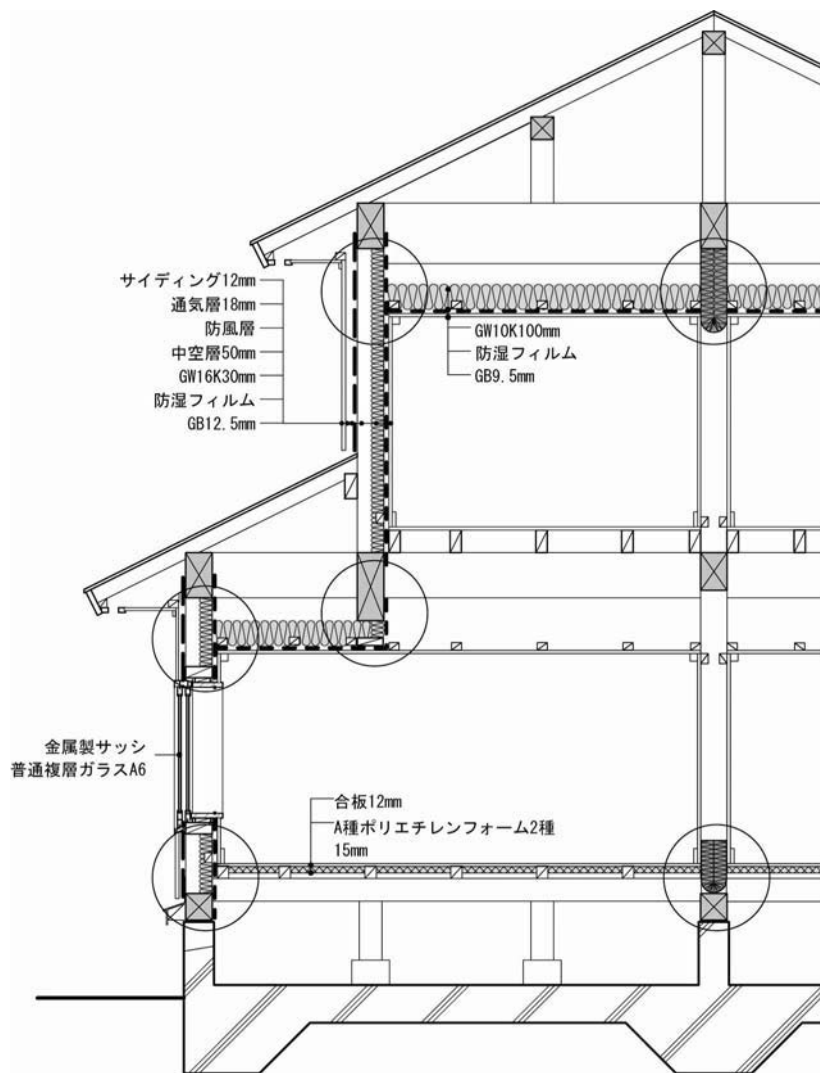 サイディング12mm
通気層18mm
防風層
中空層50mm
GW16K30mm
防湿フィルム
GB12.5mm
GW10K100mm
防湿フィルム
GB9.5mm
金属製サッシ
普通複層ガラスA6
合板12mm
A種ポリエチレンフォーム2種
15mm